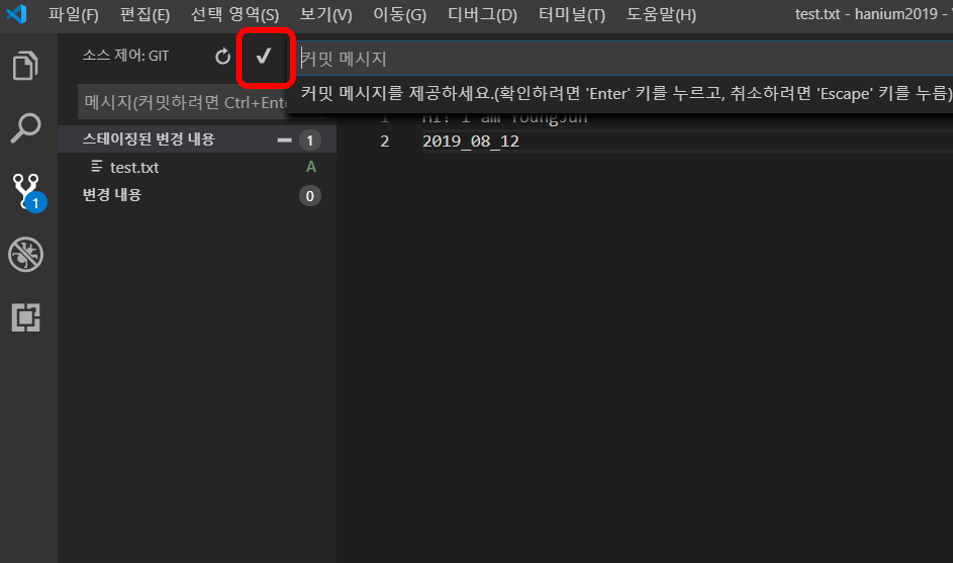 파일(F) 편집(E) 선택 영역(S) 보기(V) 이동(G) 디버그(D) 터미널(T) 도움말(H) test.txt - hanium2019 -
소스 제어: GIT
커밋 메시지
메시지(커밋하려면 Ctrl+Ente
커밋 메시지를 제공하세요.(확인하려면 'Enter' 키를 누르고, 취소하려면 'Escape' 키를 누름)
1 Hi! I am YoungJun
스테이징된 변경 내용 1
2 2019_08_12
test.txt A
변경 내용 0
1